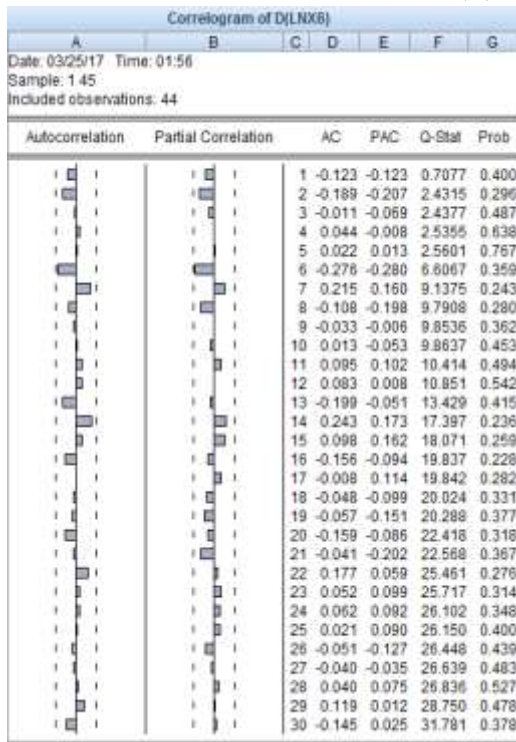 Correlogram of D(LNX6)
A B C D E F G
Date: 03/25/17 Time: 01:56
Sample: 1 45
Included observations: 44
Autocorrelation Partial Correlation AC PAC Q-Stat Prob
1 -0.123 -0.123 0.7077 0.400
2 -0.189 -0.207 2.4315 0.296
3 -0.011 -0.069 2.4377 0.487
4 0.044 -0.008 2.5355 0.638
5 0.022 0.013 2.5601 0.767
6 -0.276 -0.280 6.6067 0.359
7 0.215 0.160 9.1375 0.243
8 -0.108 -0.198 9.7908 0.280
9 -0.033 -0.006 9.8536 0.362
10 0.013 -0.053 9.8637 0.453
11 0.095 0.102 10.414 0.494
12 0.083 0.008 10.851 0.542
13 -0.199 -0.051 13.429 0.415
14 0.243 0.173 17.397 0.236
15 0.098 0.162 18.071 0.259
16 -0.156 -0.094 19.837 0.228
17 -0.008 0.114 19.842 0.282
18 -0.048 -0.099 20.024 0.331
19 -0.057 -0.151 20.288 0.377
20 -0.159 -0.086 22.418 0.318
21 -0.041 -0.202 22.568 0.367
22 0.177 0.059 25.461 0.276
23 0.052 0.099 25.717 0.314
24 0.062 0.092 26.102 0.348
25 0.021 0.090 26.150 0.400
26 -0.051 -0.127 26.448 0.439
27 -0.040 -0.035 26.639 0.483
28 0.040 0.075 26.836 0.527
29 0.119 0.012 28.750 0.478
30 -0.145 0.025 31.781 0.378